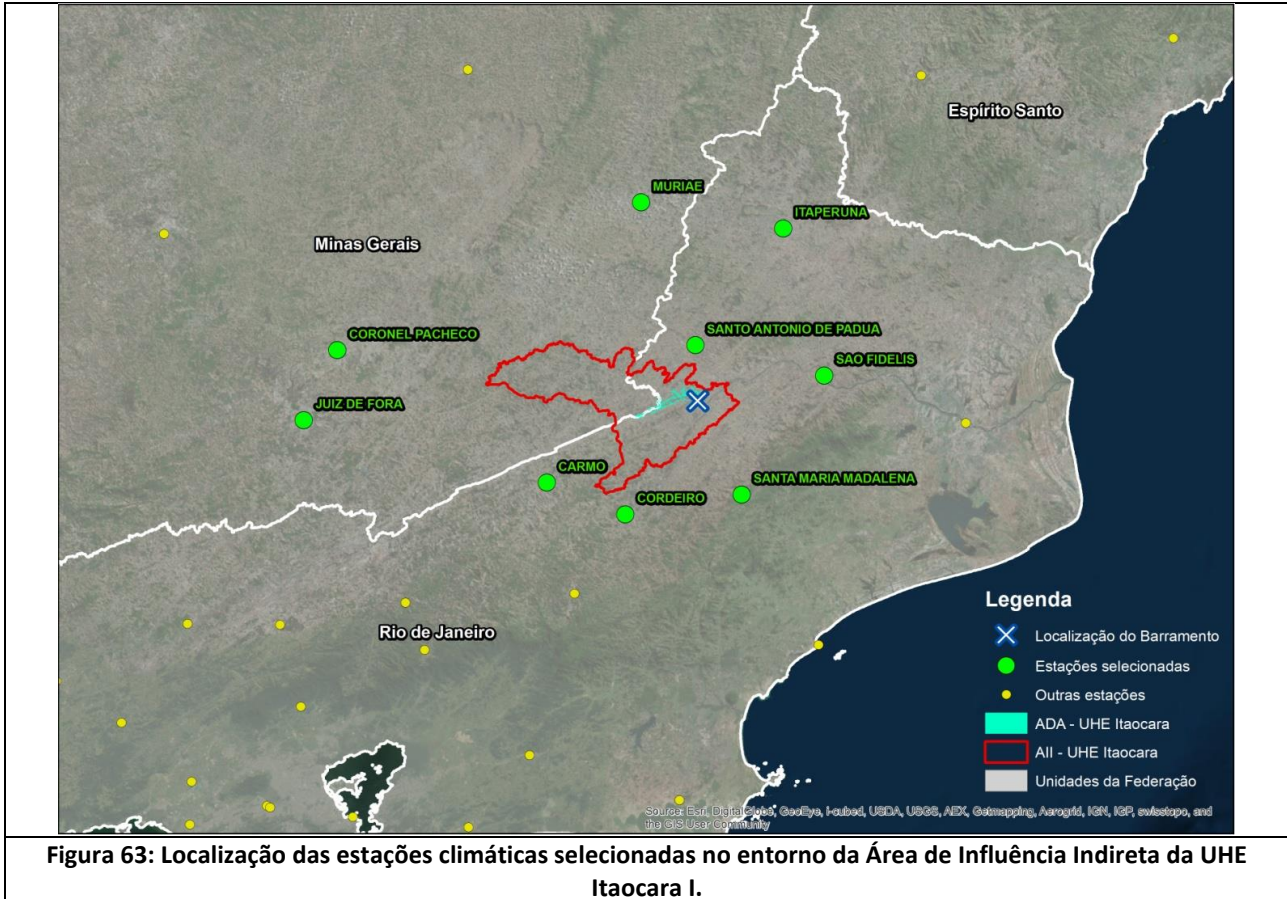 Espírito Santo
MURIAE
ITAPERUNA
Minas Gerais
CORONEL PACHECO
SANTO ANTONIO DE PADUA
SAO FIDELIS
JUIZ DE FORA
CARMO
SANTA MARIA MADALENA
CORDEIRO
Rio de Janeiro
Legenda
Localização do Barramento
Estações selecionadas
Outras estações
ADA - UHE Itaocara
AII - UHE Itaocara
Unidades da Federação
Source: Esri, DigitalGlobe, GeoEye, i-cubed, USDA, USGS, AEX, Getmapping, Aerogrid, IGN, IGP, swisstopo, and
the GIS User Community
Figura 63: Localização das estações climáticas selecionadas no entorno da Área de Influência Indireta da UHE
Itaocara I.